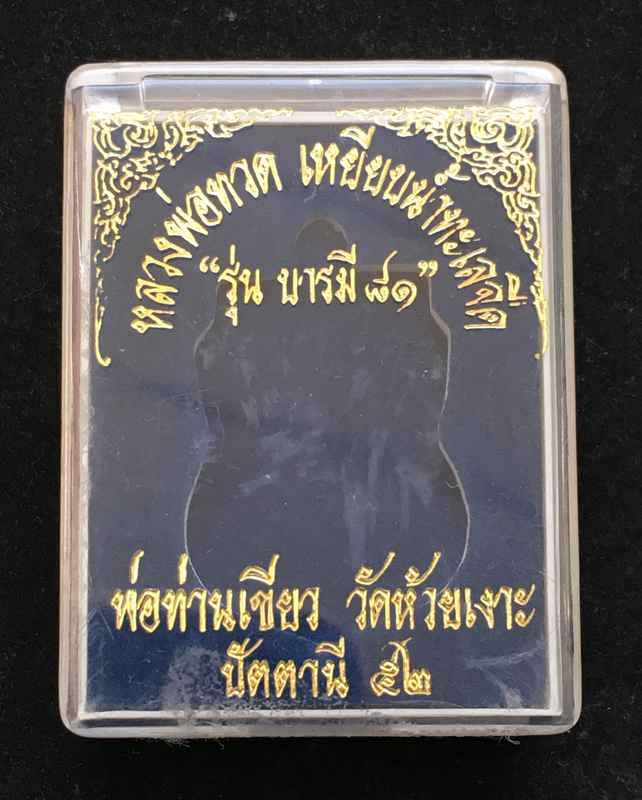 หลวงพ่อทวด เหยียบน้ำทะเลจืด
“รุ่น บารมี ๘๑”
พ่อท่านเขียว วัดห้วยเงาะ
ปัตตานี ๕๒